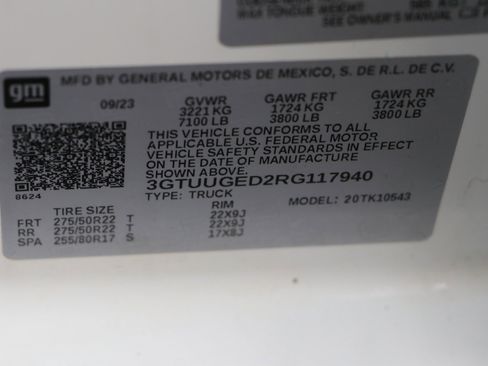 MAX TONGUE WEIGHT
SEE OWNER'S MANUAL
gm
MFD BY GENERAL MOTORS DE MEXICO, S. DE R.L. DE C.V.
09/23 GVWR GAWR FRT GAWR RR
3221 KG 1724 KG 1724 KG
7100 LB 3800 LB 3800 LB
THIS VEHICLE CONFORMS TO ALL
APPLICABLE U.S. FEDERAL MOTOR
VEHICLE SAFETY STANDARDS IN EFFECT
ON THE DATE OF MANUFACTURE
SHOWN ABOVE.
3GTUUGED2RG117940
8624 TYPE: TRUCK MODEL: 20TK10543
TIRE SIZE RIM
FRT 275/50R22 T 22X9J
RR 275/50R22 T 22X9J
SPA 255/80R17 S 17X8J